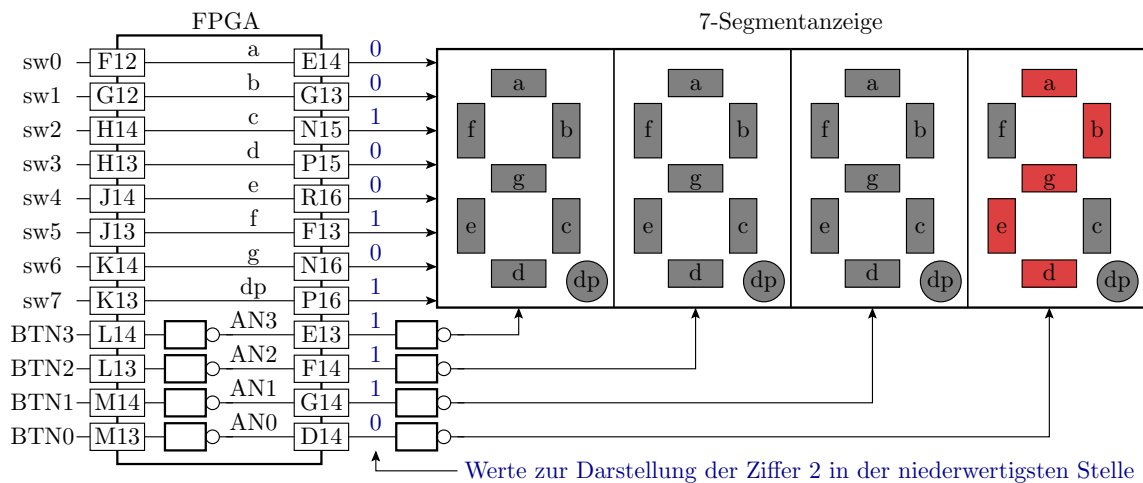 FPGA
7-Segmentanzeige
sw0 F12 a E14 0
sw1 G12 b G13 0
sw2 H14 c N15 1
sw3 H13 d P15 0
sw4 J14 e R16 0
sw5 J13 f F13 1
sw6 K14 g N16 0
sw7 K13 dp P16 1
BTN3 L14 AN3 E13 1
BTN2 L13 AN2 F14 1
BTN1 M14 AN1 G14 1
BTN0 M13 AN0 D14 0
a a a a
f b f b f b f b
g g g g
e c e c e c e c
d dp d dp d dp d dp
Werte zur Darstellung der Ziffer 2 in der niederwertigsten Stelle